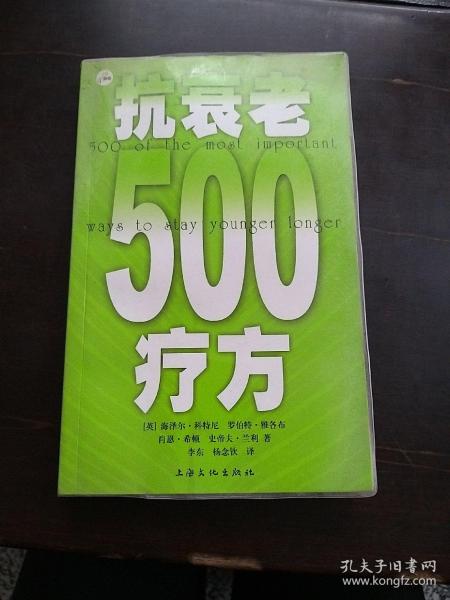 抗衰老
500 of the most important
500
ways to stay younger longer
疗方
[英] 海泽尔·科特尼 罗伯特·雅各布
肖恩·希顿 史帝夫·兰利 著
李东 杨念钦 译
上海文化出版社
孔夫子旧书网
www.kongfz.com